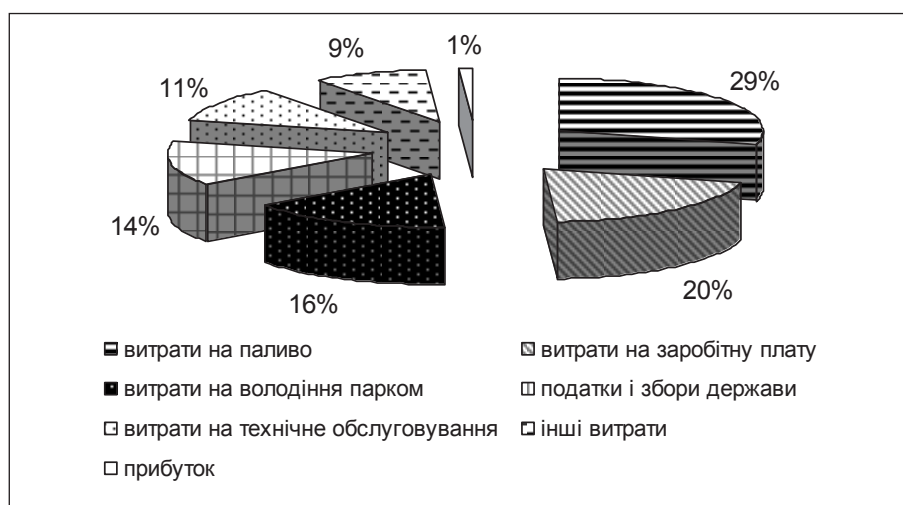 9%
1%
11%
29%
14%
16%
20%
витрати на паливо
витрати на заробітну плату
витрати на володіння парком
податки і збори держави
витрати на технічне обслуговування
інші витрати
прибуток